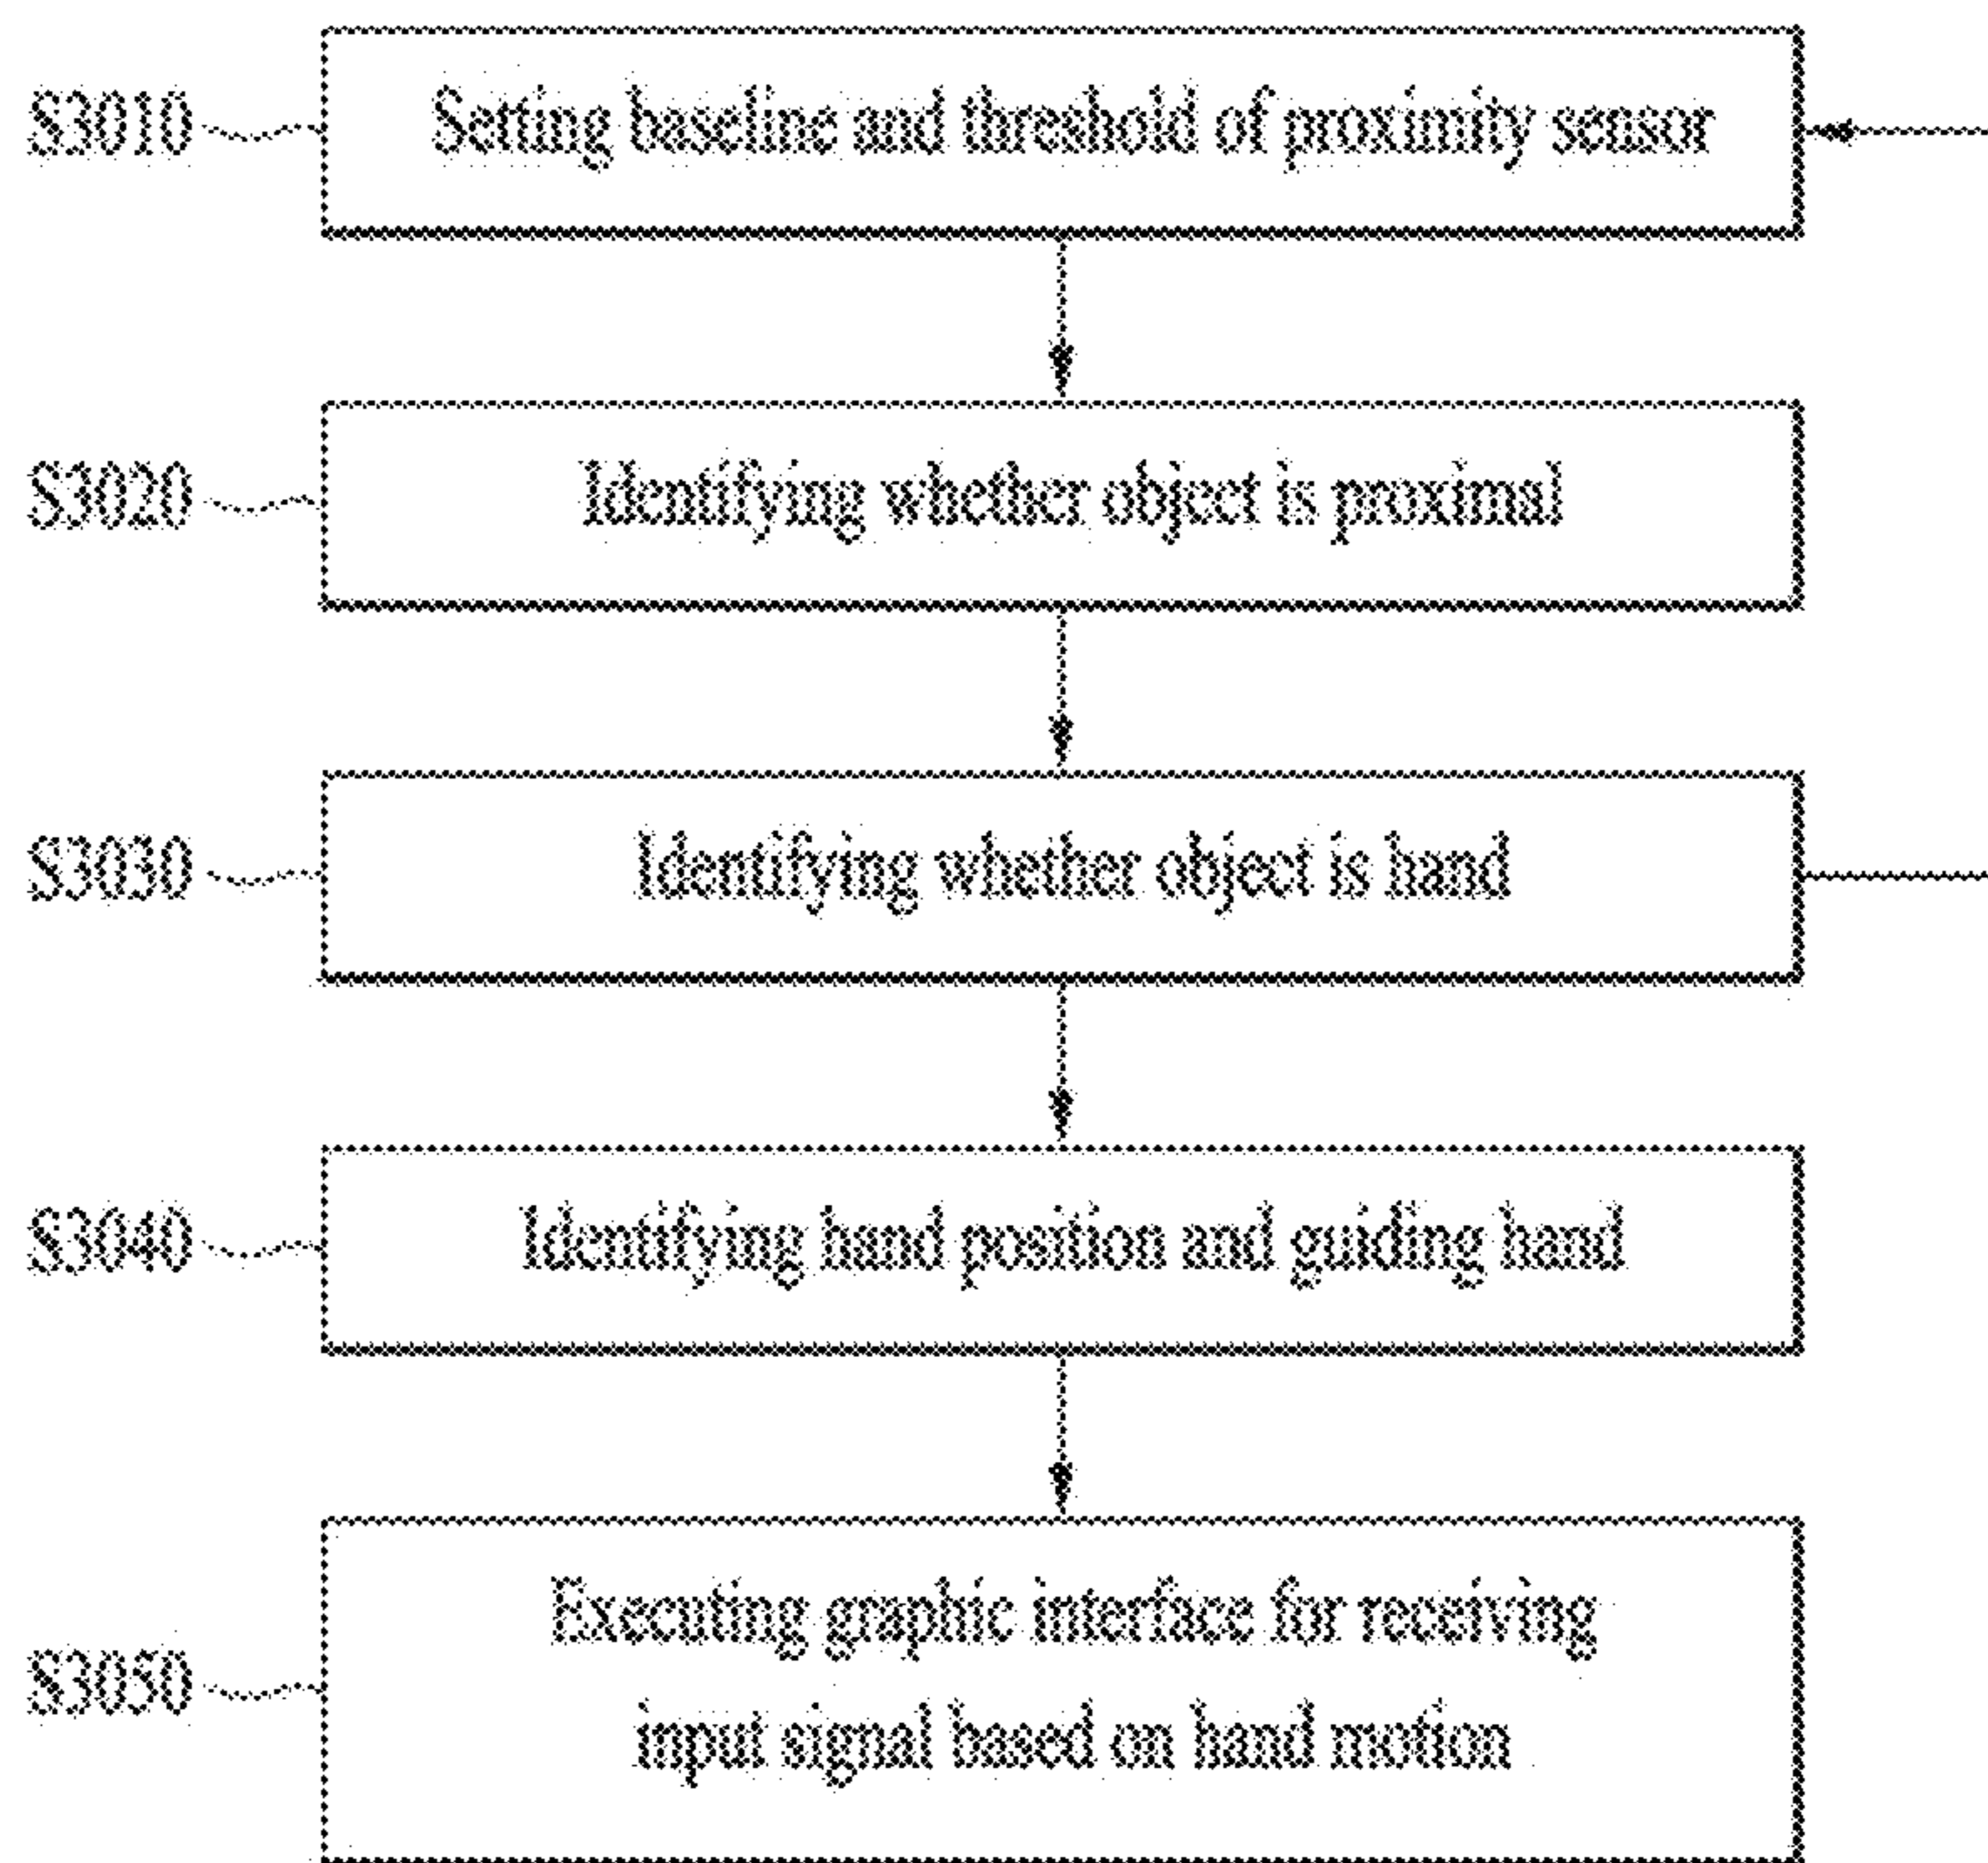 S3010
Setting baseline and threshold of proximity sensor
S3020
Identifying whether object is proximal
S3030
Identifying whether object is hand
S3040
Identifying hand position and guiding hand
S3050
Executing graphic interface for receiving
input signal based on hand motion